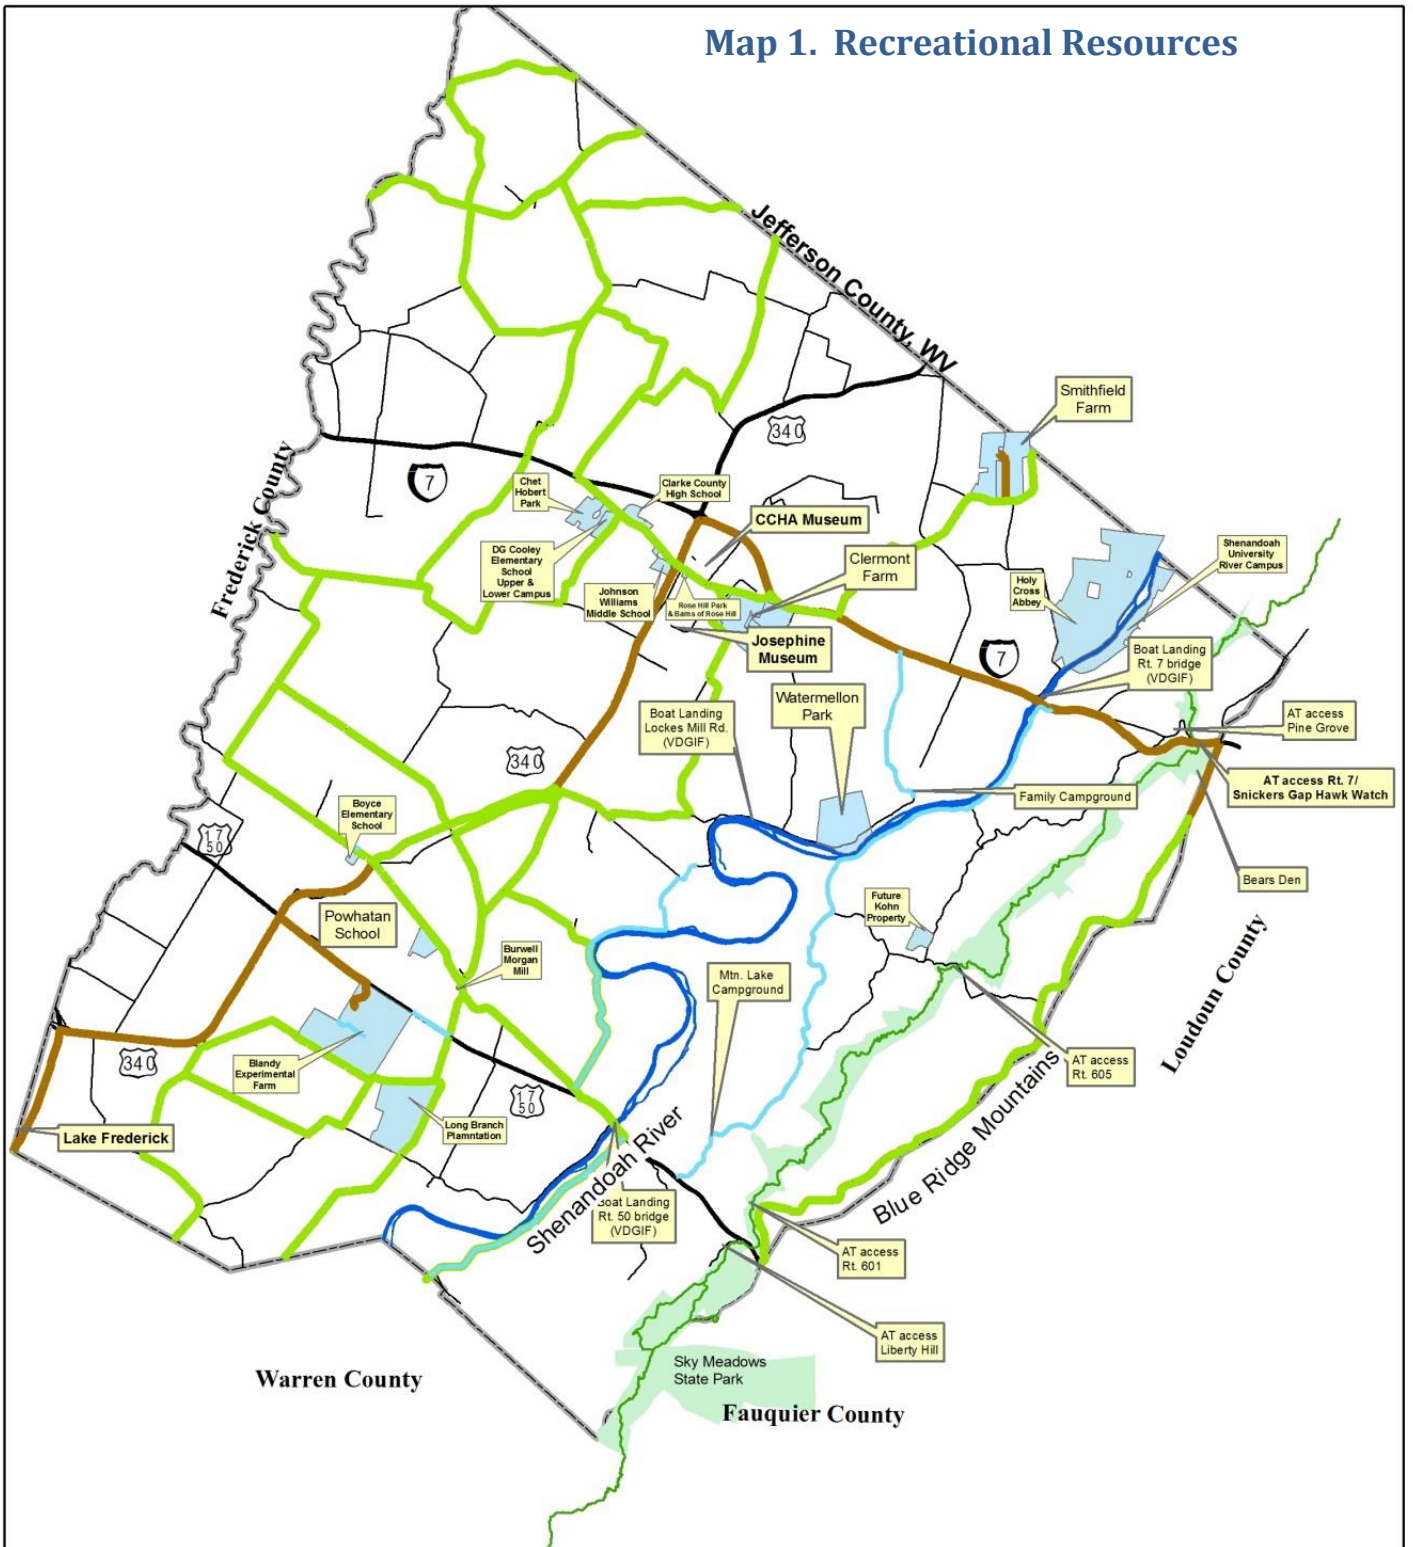 Map 1. Recreational Resources
Jefferson County, WV
Smithfield
Farm
340
Frederick County
7
Chet
Hobert
Park
Clarke County
High School
CCHA Museum
DG Cooley
Elementary
School
Upper &
Lower Campus
Clermont
Farm
Shenandoah
University
River Campus
Holy
Cross
Abbey
Johnson
Williams
Middle School
Rose Hill Park
& Barns of Rose Hill
Josephine
Museum
7
Boat Landing
Rt. 7 bridge
(VDGIF)
Watermellon
Park
Boat Landing
Lockes Mill Rd.
(VDGIF)
AT access
Pine Grove
340
AT access Rt. 7/
Snickers Gap Hawk Watch
Family Campground
Boyce
Elementary
School
17
50
Bears Den
Future
Kohn
Property
Powhatan
School
Burwell
Morgan
Mill
Mtn. Lake
Campground
Loudoun County
340
Blandy
Experimental
Farm
AT access
Rt. 605
17
50
Lake Frederick
Long Branch
Plamntation
Blue Ridge Mountains
Shenandoah River
Boat Landing
Rt. 50 bridge
(VDGIF)
AT access
Rt. 601
AT access
Liberty Hill
Sky Meadows
State Park
Warren County
Fauquier County